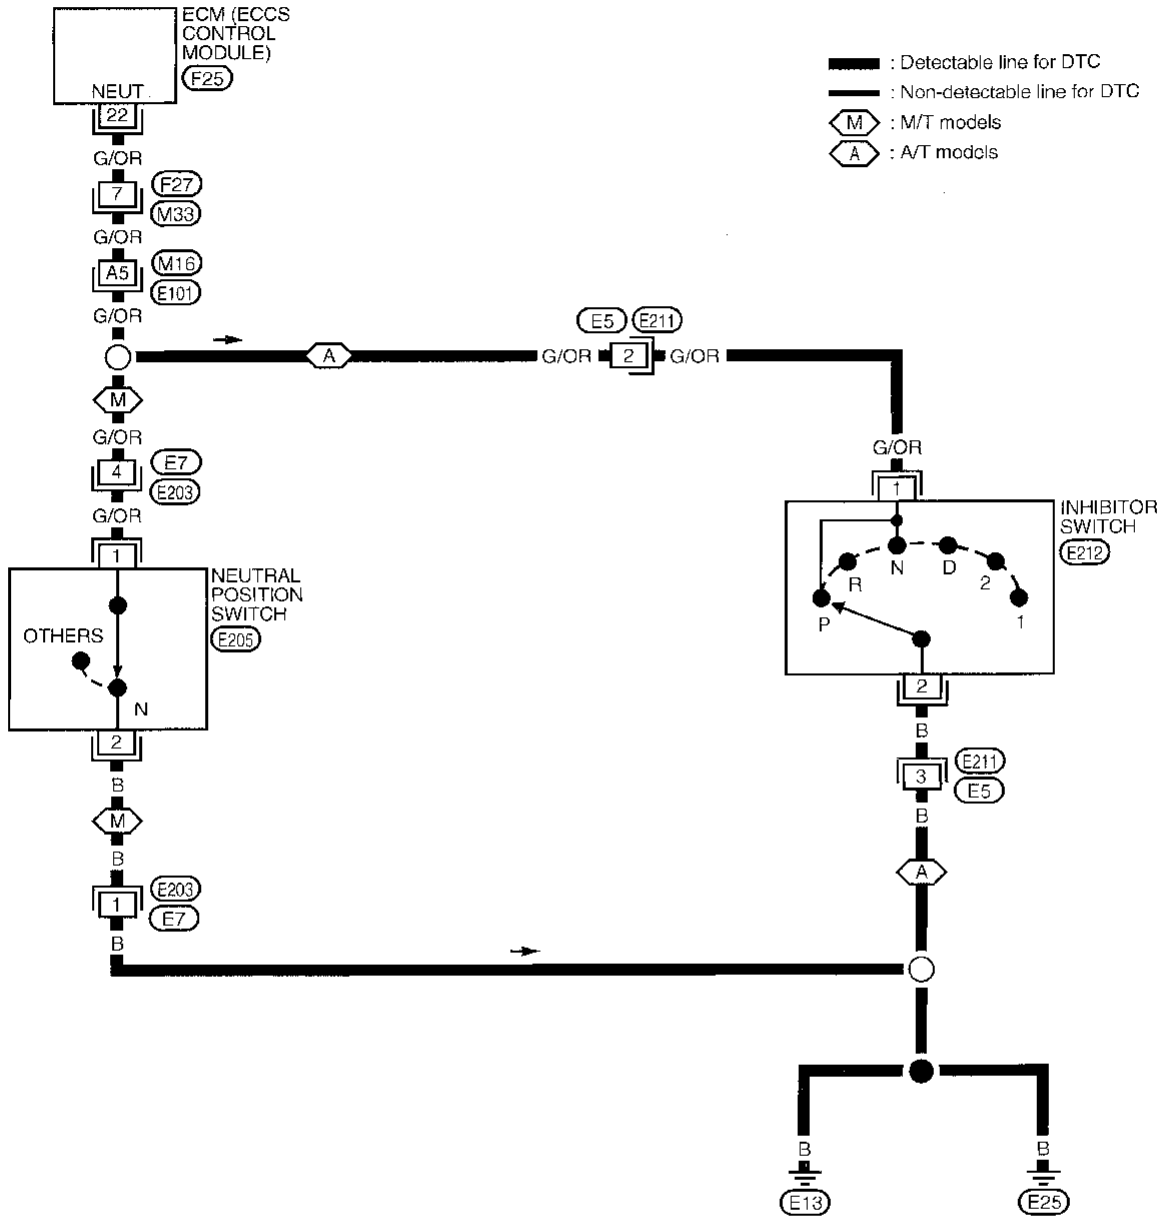 ECM (ECCS
CONTROL
MODULE)
F25
NEUT
22
G/OR
7
F27
M33
G/OR
A5
M16
E101
G/OR
: Detectable line for DTC
: Non-detectable line for DTC
M : M/T models
A : A/T models
A
G/OR
2
E5
E211
G/OR
G/OR
M
G/OR
4
E7
E203
G/OR
1
NEUTRAL
POSITION
SWITCH
E205
OTHERS
N
2
B
M
B
1
E203
E7
B
1
INHIBITOR
SWITCH
E212
P
R
N
D
2
1
2
B
3
E211
E5
B
A
B
B
E13
E25